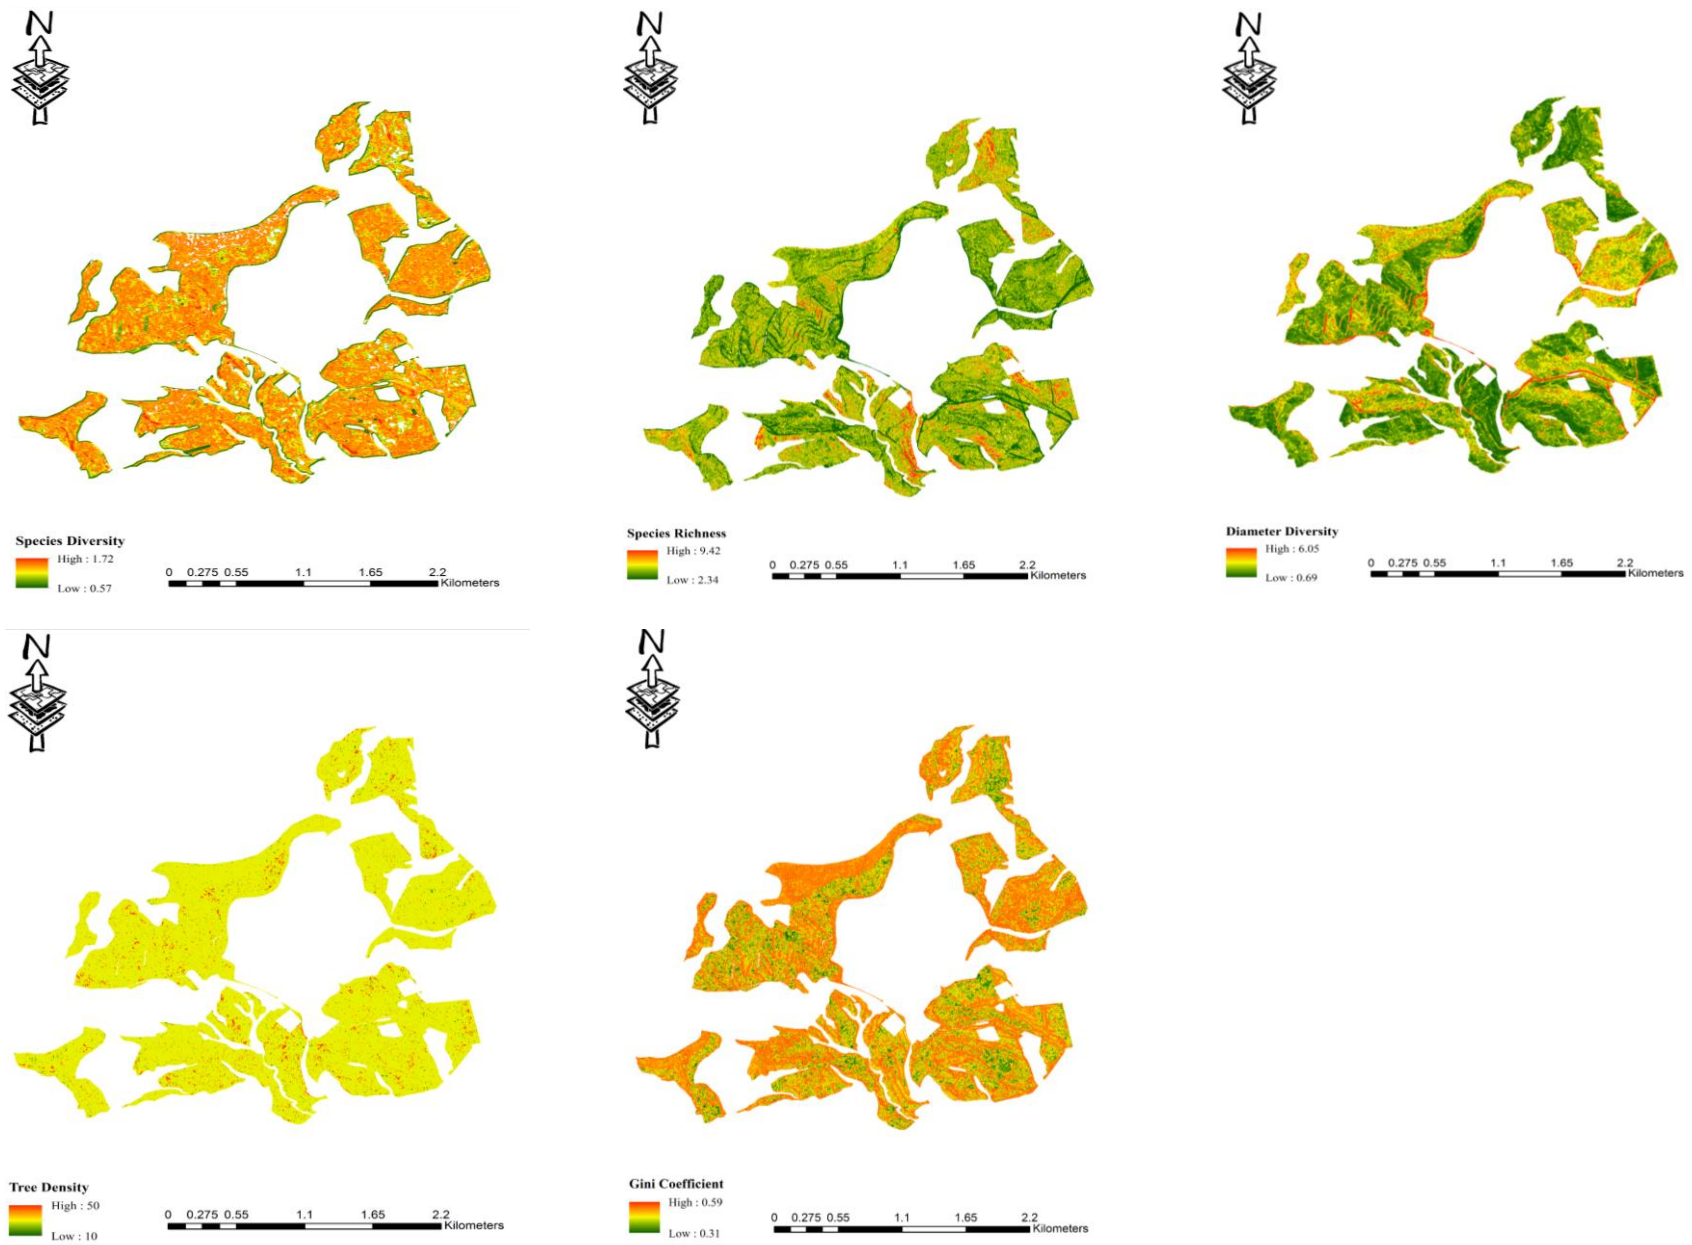 N
N
N
Species Diversity
High : 1.72
Low : 0.57
0 0.275 0.55 1.1 1.65 2.2
Kilometers
Species Richness
High : 9.42
Low : 2.34
0 0.275 0.55 1.1 1.65 2.2
Kilometers
Diameter Diversity
High : 6.05
Low : 0.69
0 0.275 0.55 1.1 1.65 2.2
Kilometers
N
N
Tree Density
High : 50
Low : 10
0 0.275 0.55 1.1 1.65 2.2
Kilometers
Gini Coefficient
High : 0.59
Low : 0.31
0 0.275 0.55 1.1 1.65 2.2
Kilometers